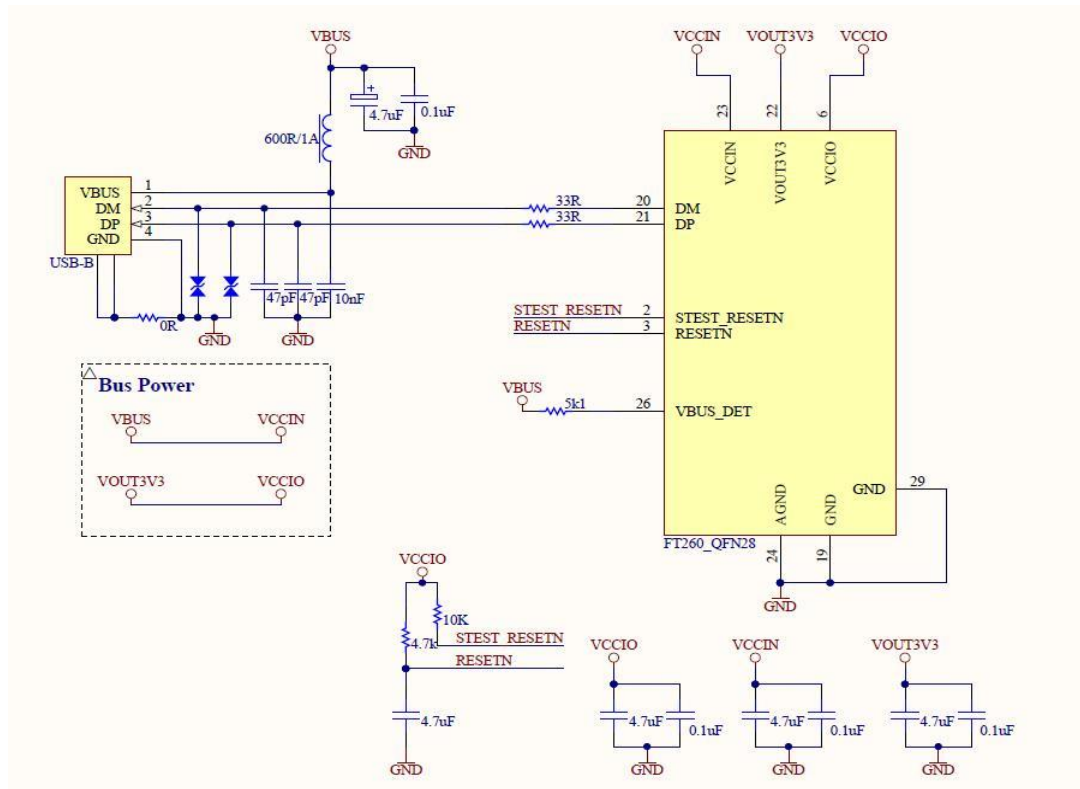 VBUS
VCCIN VOUT3V3 VCCIO
+
4.7uF 0.1uF
23 22 6
600R/1A
GND
VCCIN VOUT3V3 VCCIO
VBUS 1
DM 2 33R 20 DM
DP 3 33R 21 DP
GND 4
USB-B
47pF 47pF 10nF
STEST_RESETN 2 STEST_RESETN
RESETN 3 RESETN
0R
GND GND
Bus Power
VBUS
5k1 26 VBUS_DET
VBUS VCCIN
VOUT3V3 VCCIO
GND 29
AGND GND
FT260_QFN28
24 19
VCCIO
GND
10K
4.7k
STEST_RESETN
RESETN
VCCIO VCCIN VOUT3V3
4.7uF
4.7uF 0.1uF 4.7uF 0.1uF 4.7uF 0.1uF
GND GND GND GND